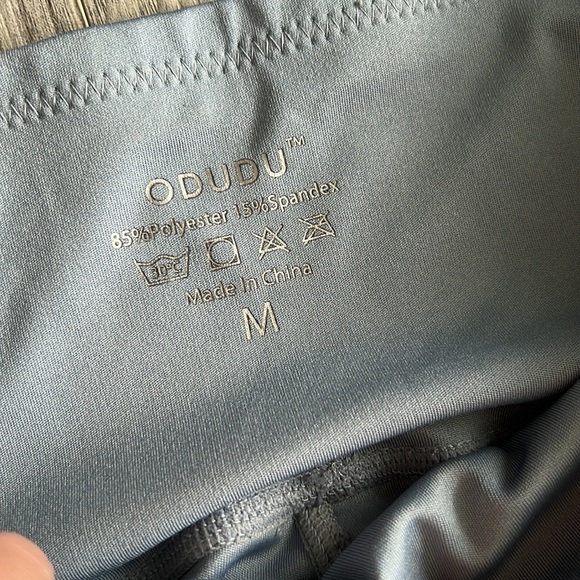 ODUDU™
85%Polyester 15%Spandex
30°C
Made In China
M